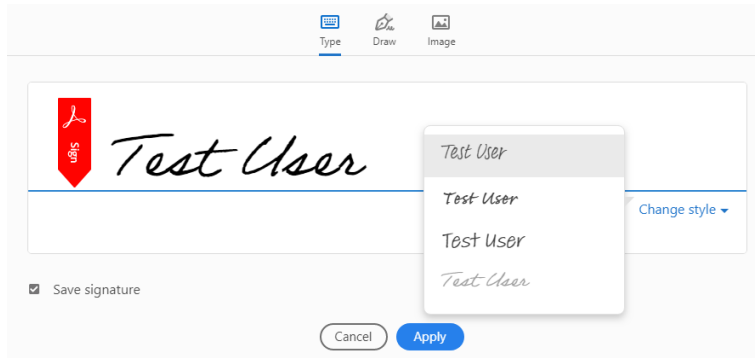 Type Draw Image
Sign
Test User
Test User
Test User
Test User
Test User
Change style
Save signature
Cancel Apply